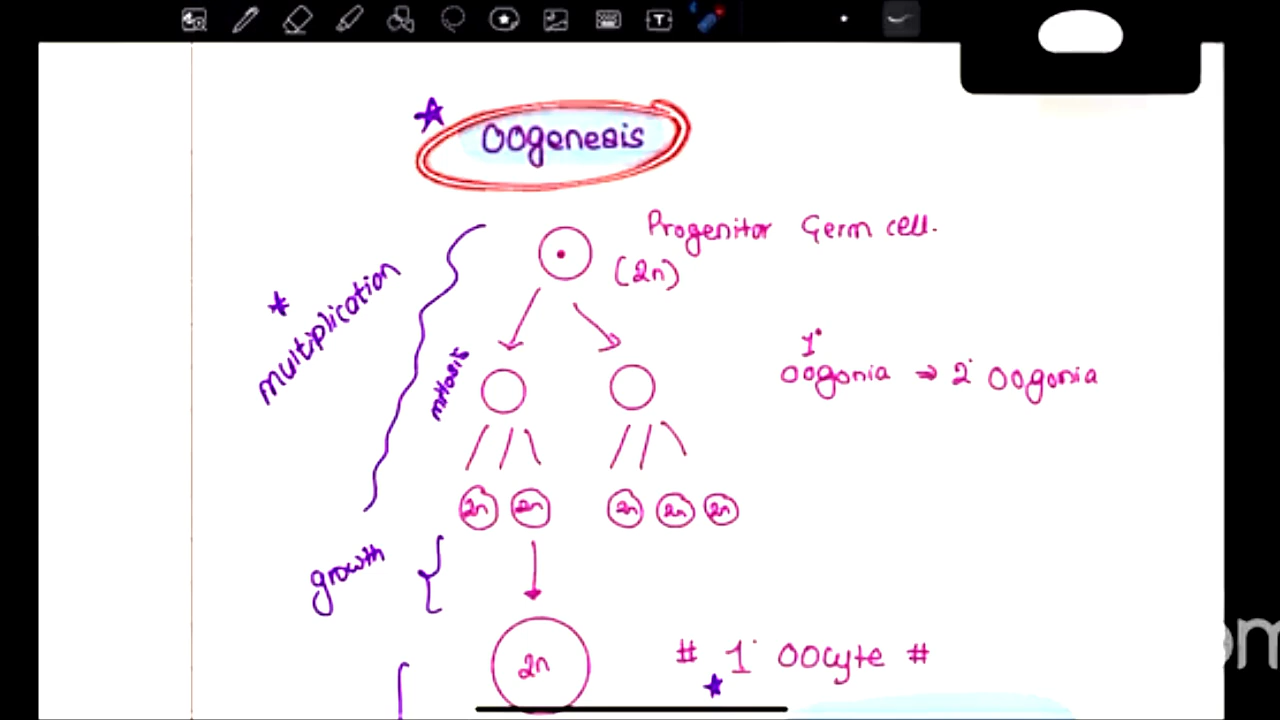 Oogenesis
Progenitor Germ cell.
(2n)
* multiplication
mitosis
1°
oogonia → 2° oogonia
2n 2n 2n 2n 2n
growth
2n
# 1° oocyte #
om